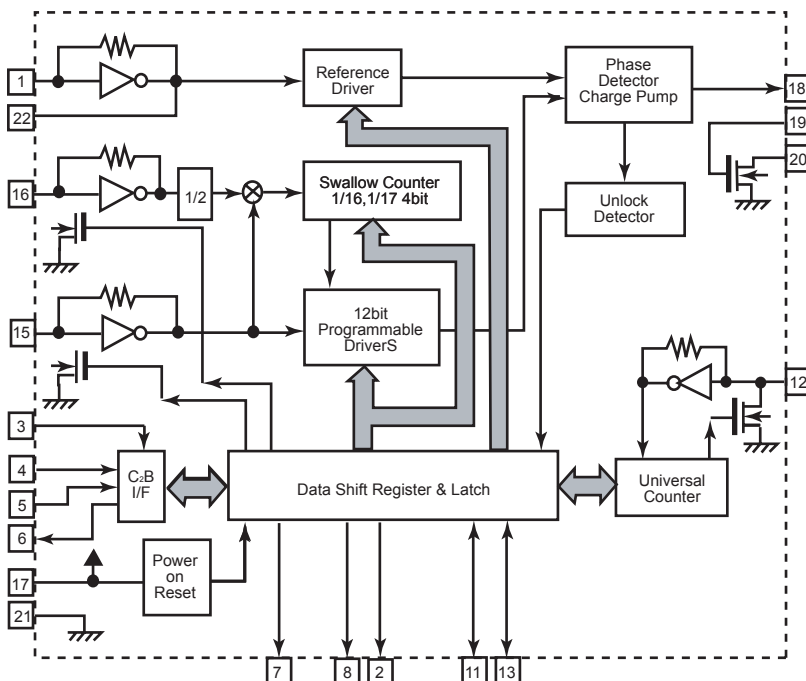 1
Reference
Driver
Phase
Detector
Charge Pump
18
22
19
20
16
1/2
Swallow Counter
1/16,1/17 4bit
Unlock
Detector
15
12bit
Programmable
DriverS
12
3
4
5
6
C₂B
I/F
Data Shift Register & Latch
Universal
Counter
17
Power
on
Reset
21
7
8
2
11
13